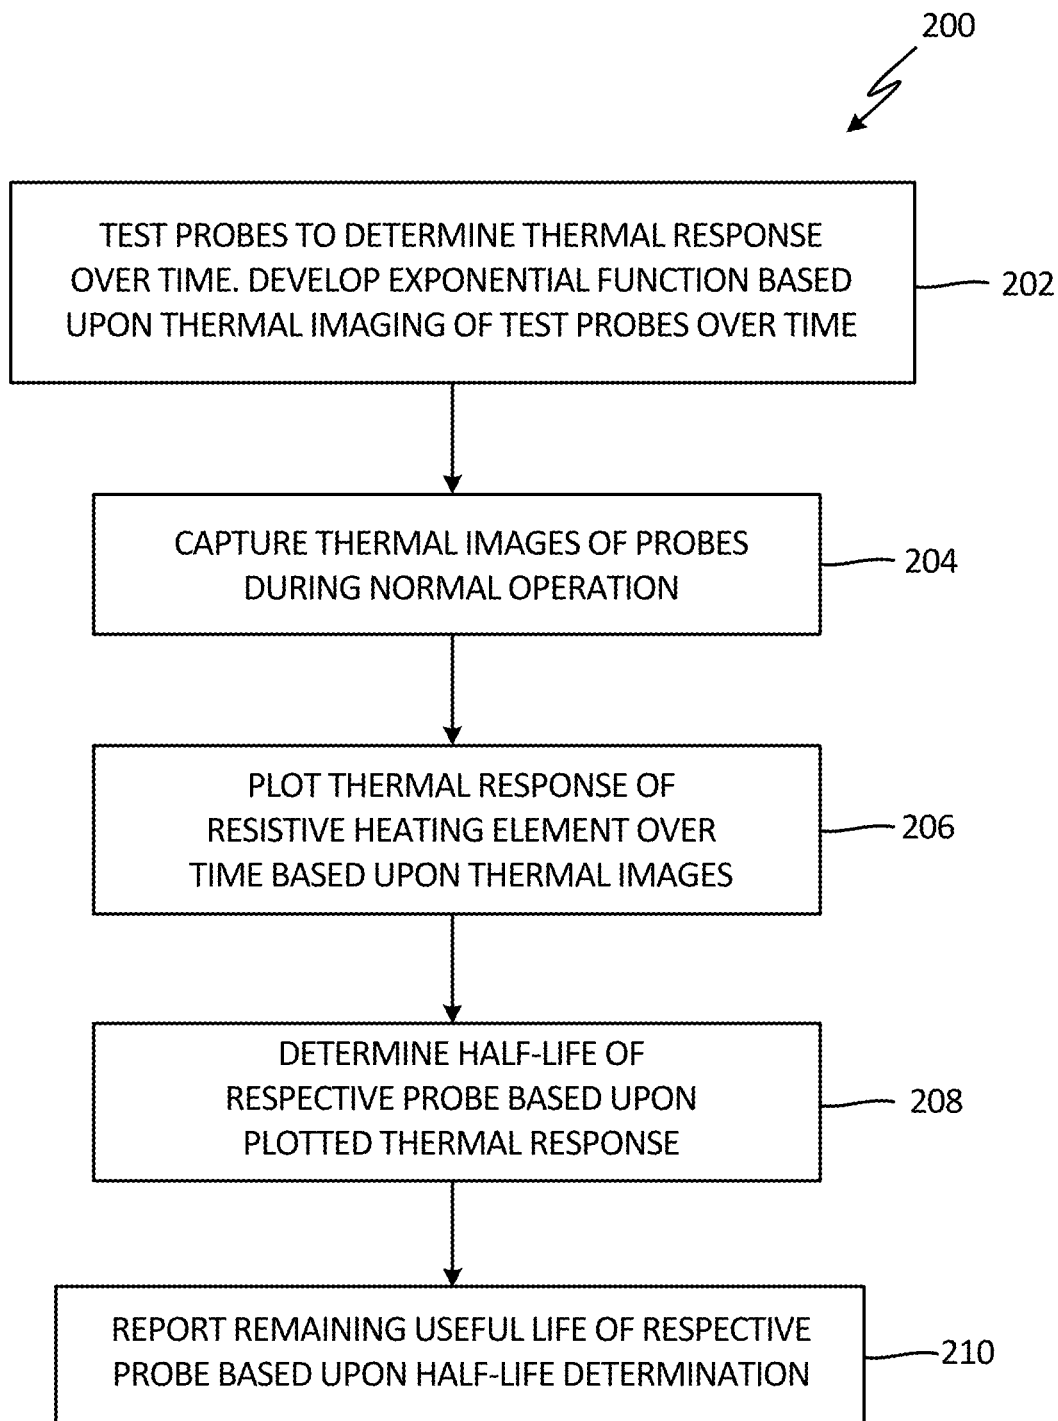 200
TEST PROBES TO DETERMINE THERMAL RESPONSE
OVER TIME. DEVELOP EXPONENTIAL FUNCTION BASED
UPON THERMAL IMAGING OF TEST PROBES OVER TIME
202
CAPTURE THERMAL IMAGES OF PROBES
DURING NORMAL OPERATION
204
PLOT THERMAL RESPONSE OF
RESISTIVE HEATING ELEMENT OVER
TIME BASED UPON THERMAL IMAGES
206
DETERMINE HALF-LIFE OF
RESPECTIVE PROBE BASED UPON
PLOTTED THERMAL RESPONSE
208
REPORT REMAINING USEFUL LIFE OF RESPECTIVE
PROBE BASED UPON HALF-LIFE DETERMINATION
210